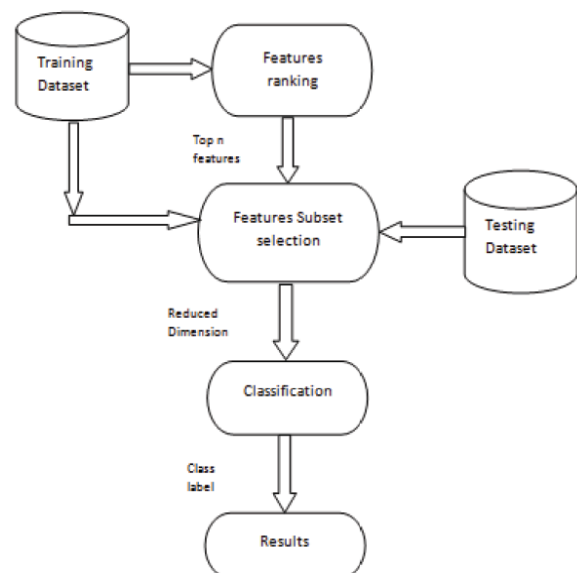 Training
Dataset
Features
ranking
Top n
features
Features Subset
selection
Testing
Dataset
Reduced
Dimension
Classification
Class
label
Results